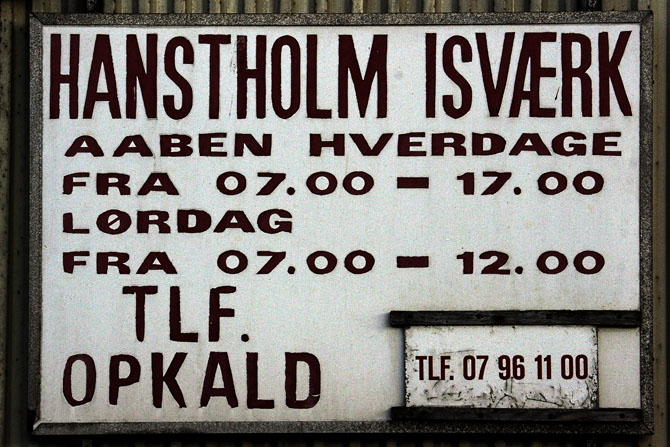 HANSTHOLM ISVÆRK
AABEN HVERDAGE
FRA 07.00 – 17.00
LØRDAG
FRA 07.00 – 12.00
TLF.
OPKALD
TLF. 07 96 11 00